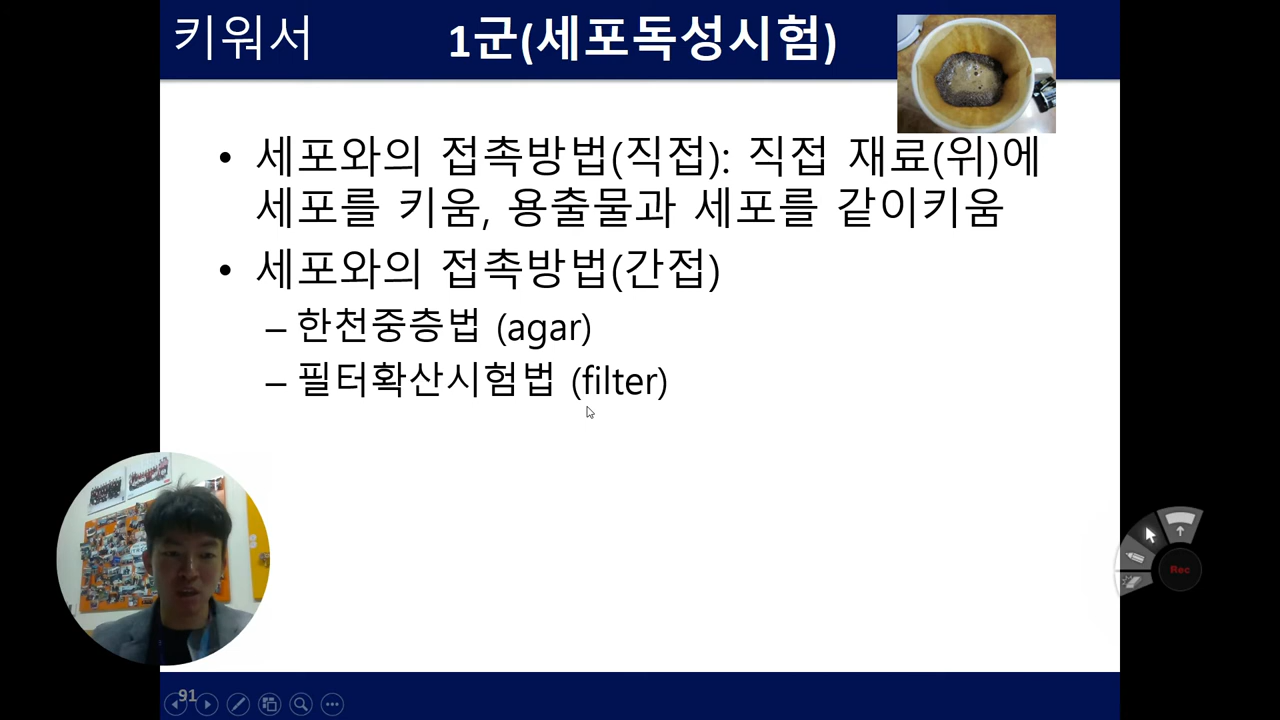 키워서
1군(세포독성시험)
• 세포와의 접촉방법(직접): 직접 재료(위)에
세포를 키움, 용출물과 세포를 같이키움
• 세포와의 접촉방법(간접)
– 한천중층법 (agar)
– 필터확산시험법 (filter)
Rec
91